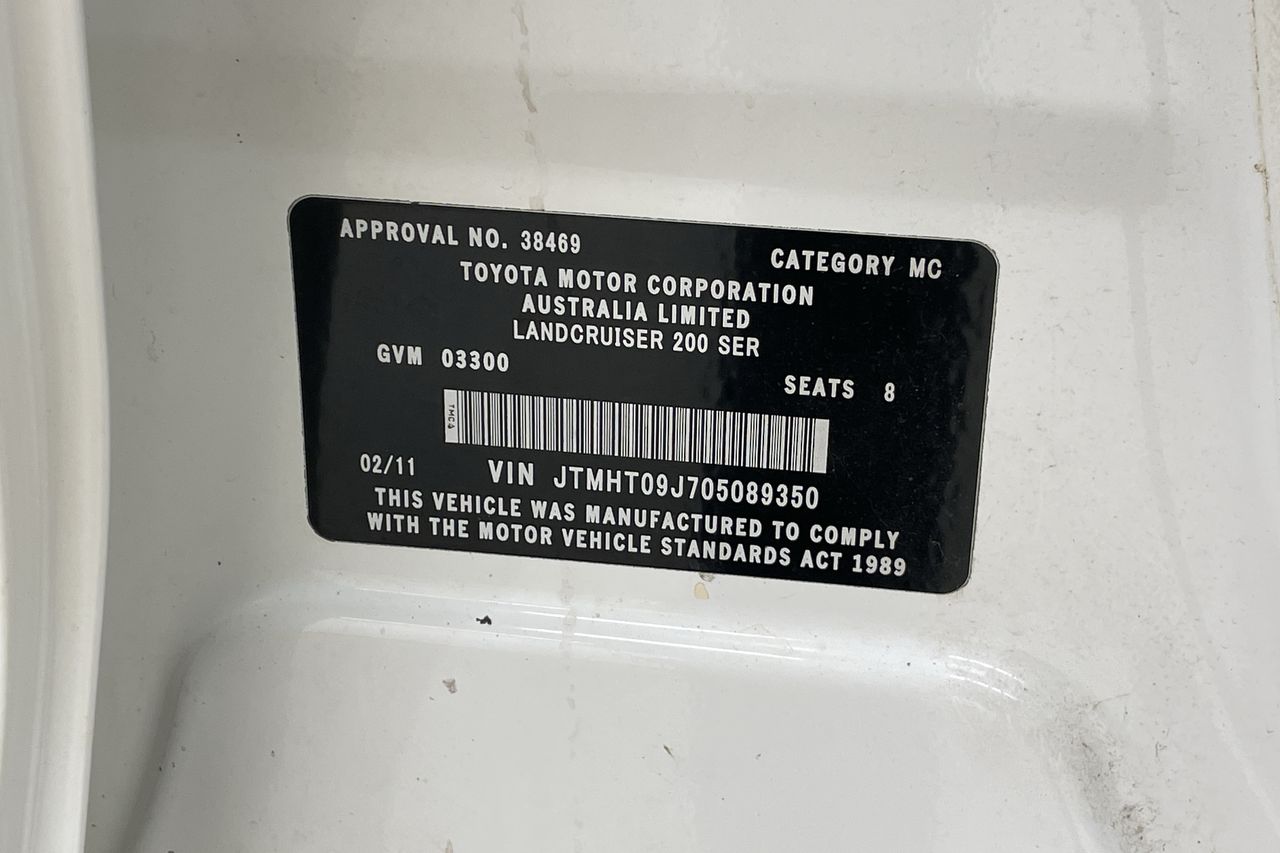 APPROVAL NO. 38469
CATEGORY MC
TOYOTA MOTOR CORPORATION
AUSTRALIA LIMITED
LANDCRUISER 200 SER
GVM 03300
SEATS 8
TMCA
02/11
VIN JTMHT09J705089350
THIS VEHICLE WAS MANUFACTURED TO COMPLY
WITH THE MOTOR VEHICLE STANDARDS ACT 1989